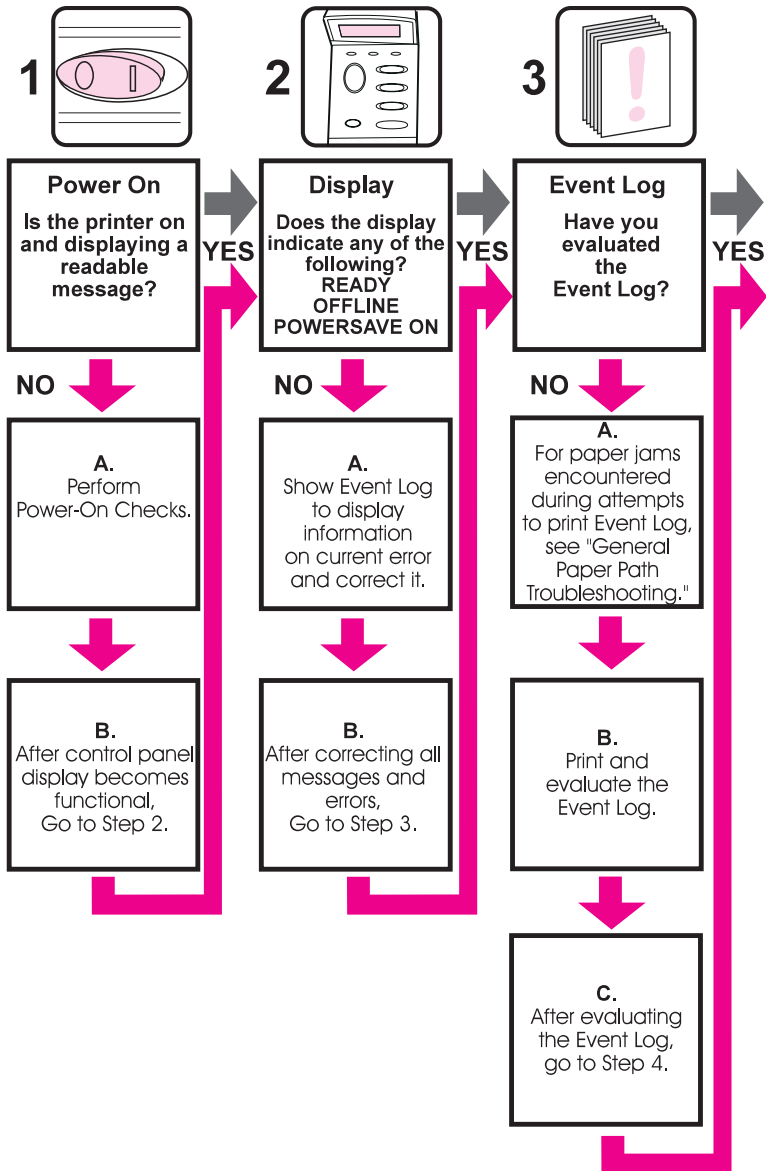 1
Power On
Is the printer on
and displaying a
readable
message?
YES
NO
A.
Perform
Power-On Checks.
B.
After control panel
display becomes
functional,
Go to Step 2.
2
Display
Does the display
indicate any of the
following?
READY
OFFLINE
POWERSAVE ON
YES
NO
A.
Show Event Log
to display
information
on current error
and correct it.
B.
After correcting all
messages and
errors,
Go to Step 3.
3
Event Log
Have you
evaluated
the
Event Log?
YES
NO
A.
For paper jams
encountered
during attempts
to print Event Log,
see "General
Paper Path
Troubleshooting."
B.
Print and
evaluate the
Event Log.
C.
After evaluating
the Event Log,
go to Step 4.